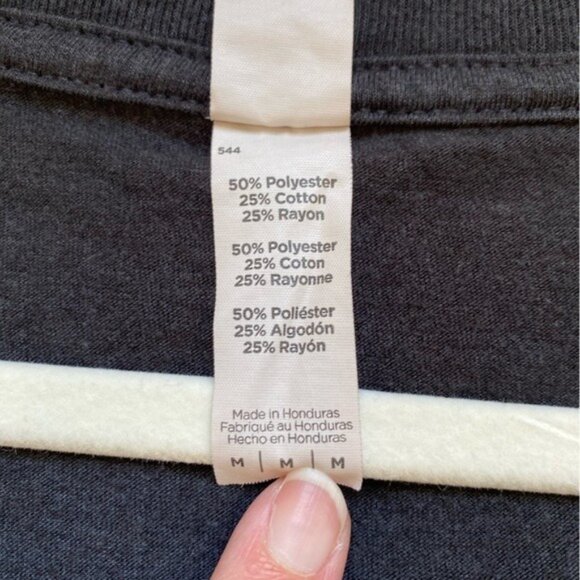 544
50% Polyester
25% Cotton
25% Rayon
50% Polyester
25% Coton
25% Rayonne
50% Poliéster
25% Algodón
25% Rayón
Made in Honduras
Fabriqué au Honduras
Hecho en Honduras
M | M | M